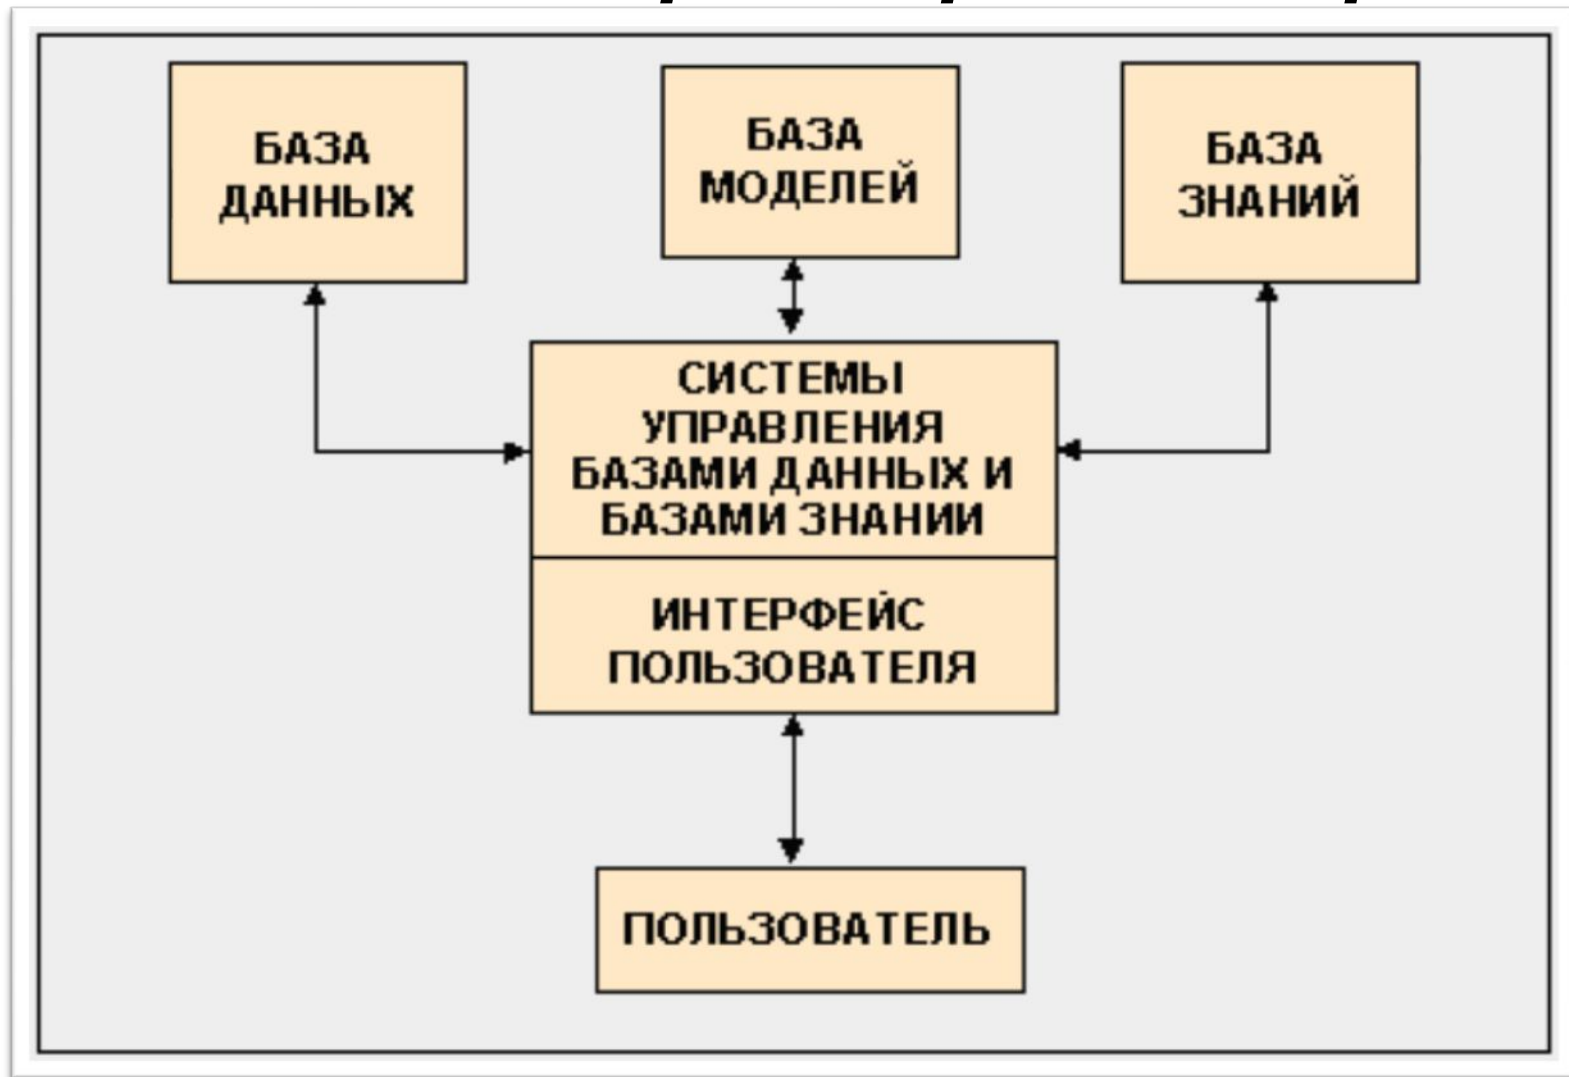 БАЗА
ДАННЫХ
БАЗА
МОДЕЛЕЙ
БАЗА
ЗНАНИЙ
СИСТЕМЫ
УПРАВЛЕНИЯ
БАЗАМИ ДАННЫХ И
БАЗАМИ ЗНАНИИ
ИНТЕРФЕЙС
ПОЛЬЗОВАТЕЛЯ
ПОЛЬЗОВАТЕЛЬ